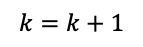 k = k + 1